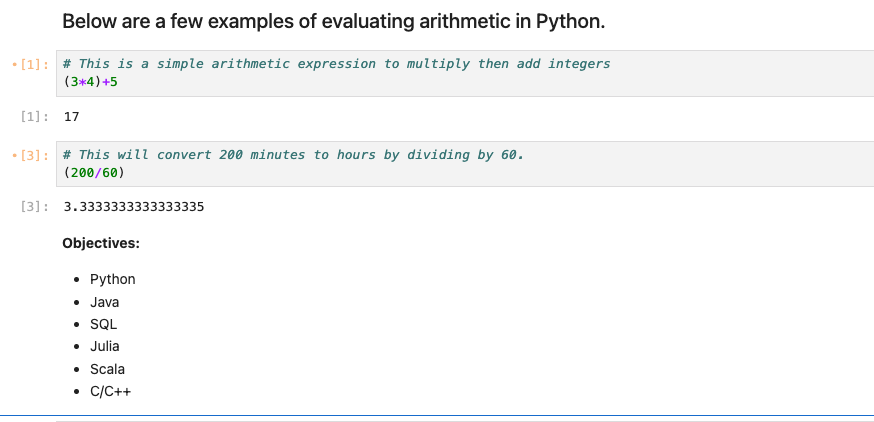 Below are a few examples of evaluating arithmetic in Python.
•[1]: # This is a simple arithmetic expression to multiply then add integers
(3*4)+5
[1]: 17
•[3]: # This will convert 200 minutes to hours by dividing by 60.
(200/60)
[3]: 3.3333333333333335
Objectives:
• Python
• Java
• SQL
• Julia
• Scala
• C/C++